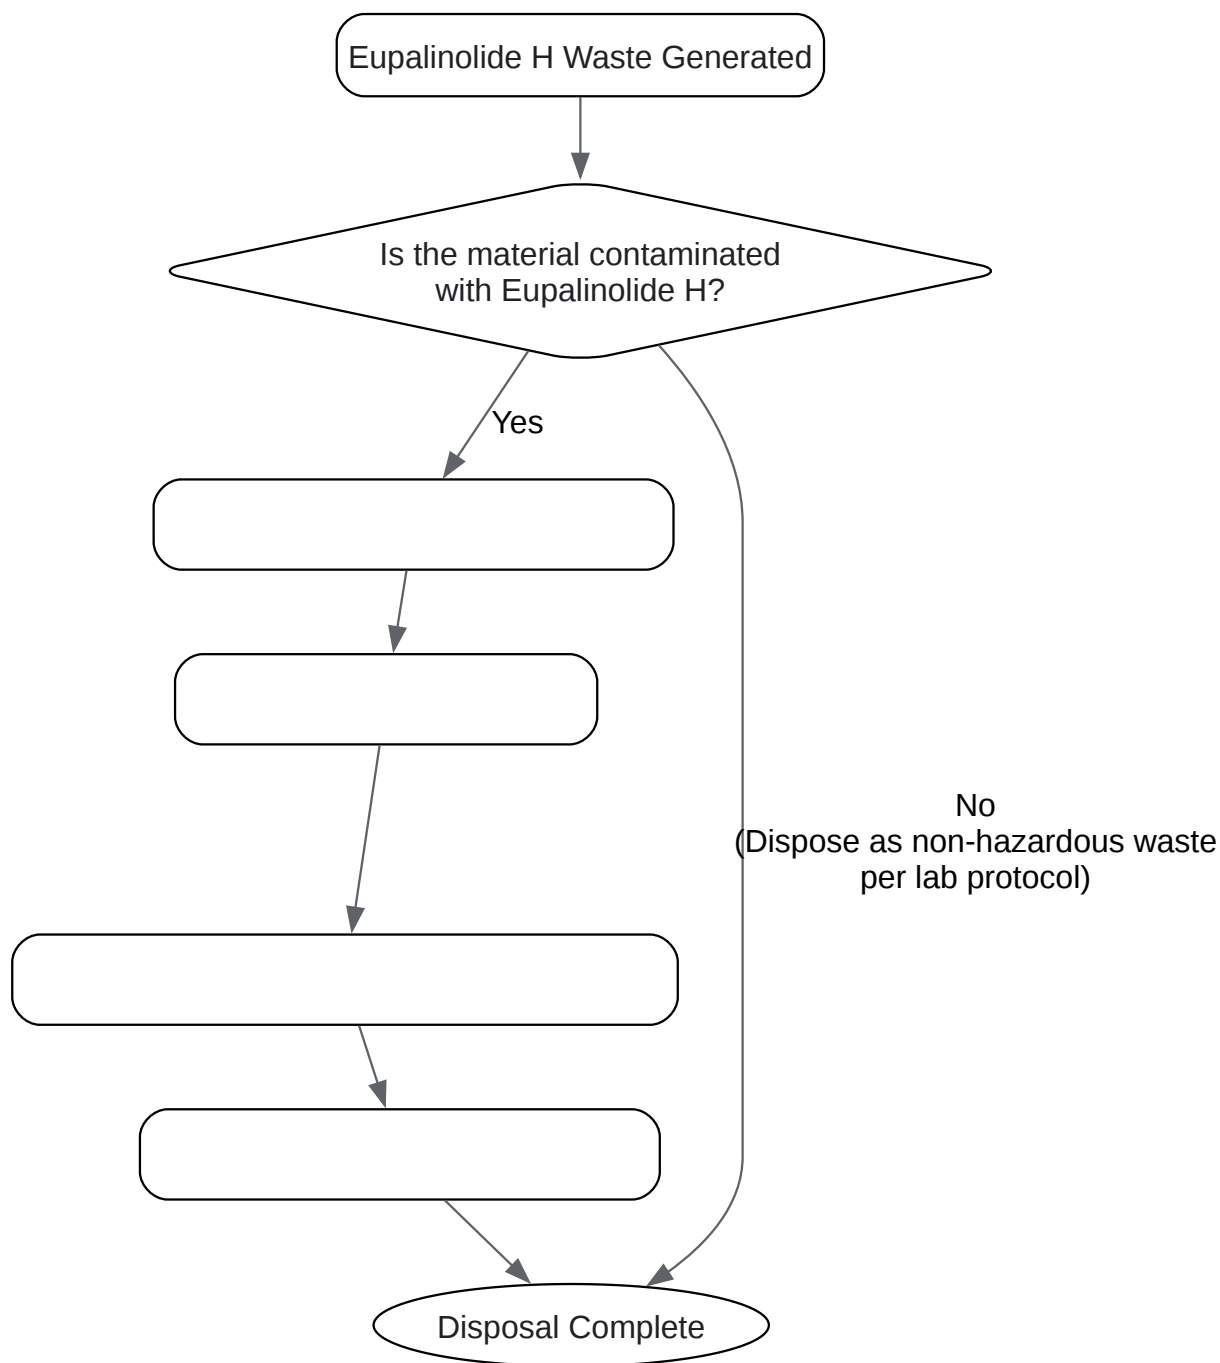 Eupalinolide H Waste Generated
Is the material contaminated
with Eupalinolide H?
Yes
No
(Dispose as non-hazardous waste
per lab protocol)
Disposal Complete